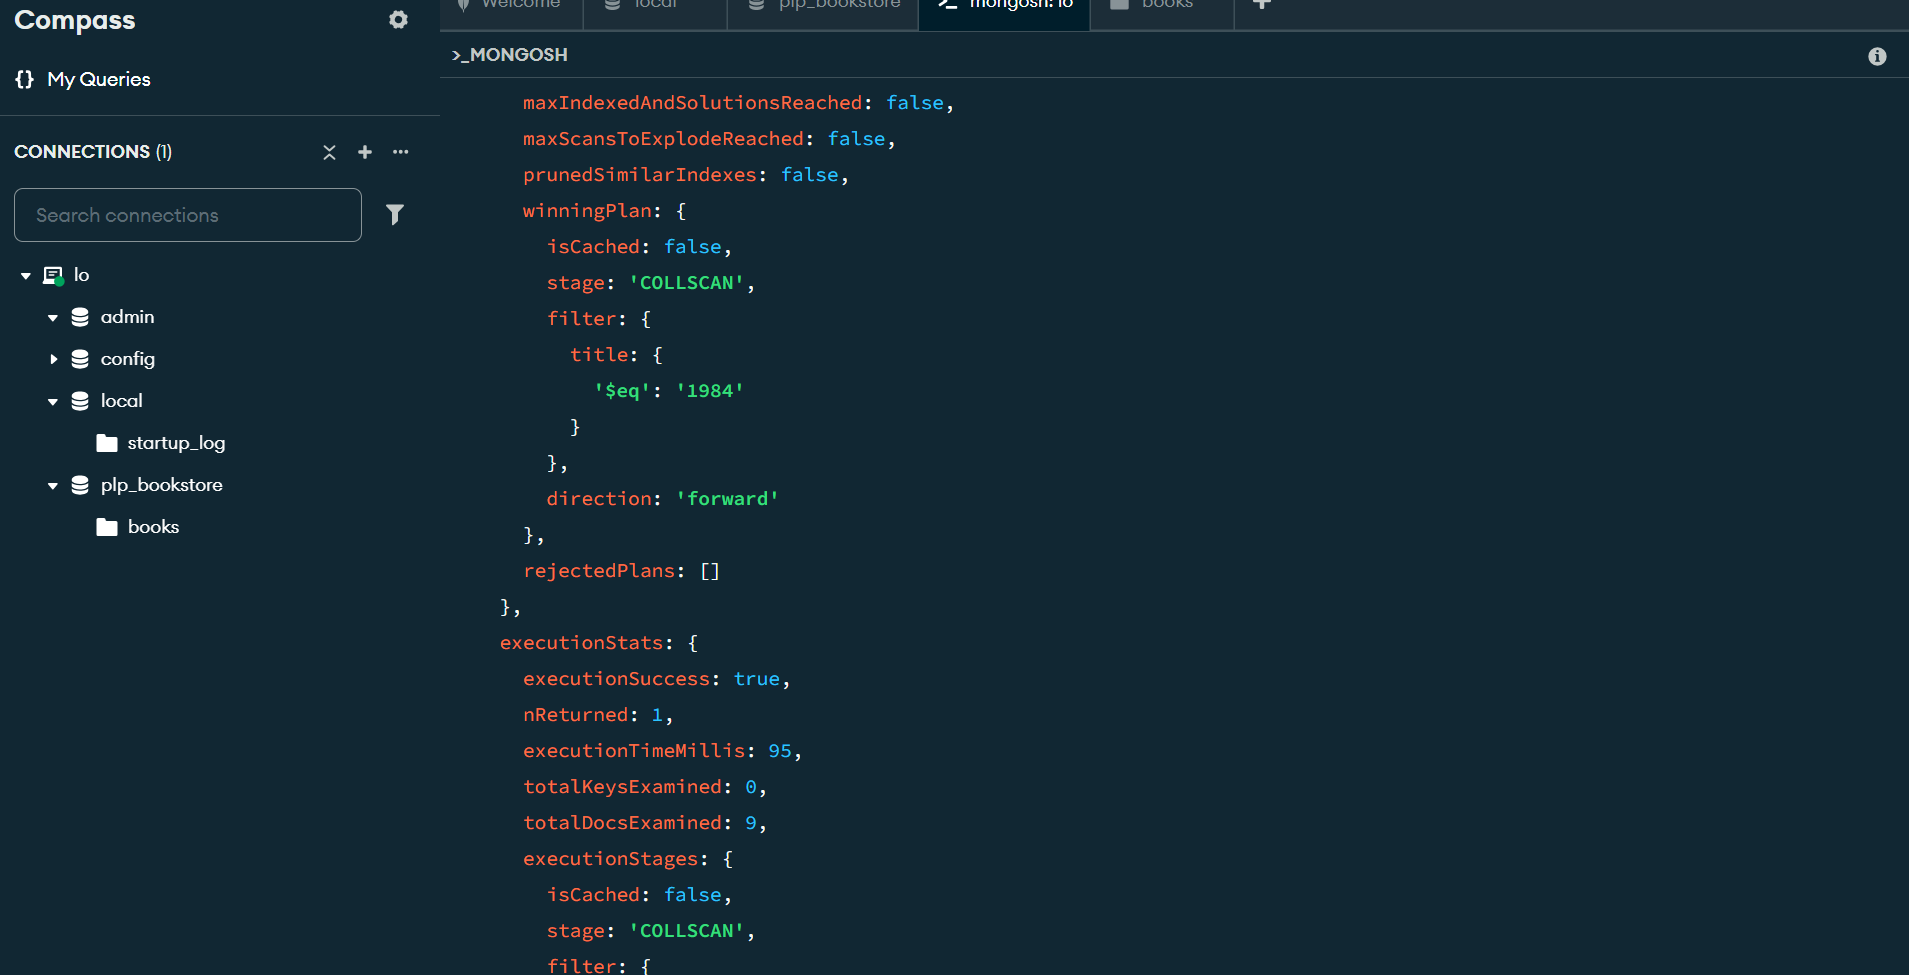 Compass
My Queries
CONNECTIONS (1)
Search connections
lo
admin
config
local
startup_log
plp_bookstore
books
Welcome
local
plp_bookstore
mongosh: lo
books
>_MONGOSH
maxIndexedAndSolutionsReached: false,
maxScansToExplodeReached: false,
prunedSimilarIndexes: false,
winningPlan: {
isCached: false,
stage: 'COLLSCAN',
filter: {
title: {
'$eq': '1984'
}
},
direction: 'forward'
},
rejectedPlans: []
},
executionStats: {
executionSuccess: true,
nReturned: 1,
executionTimeMillis: 95,
totalKeysExamined: 0,
totalDocsExamined: 9,
executionStages: {
isCached: false,
stage: 'COLLSCAN',
filter: {